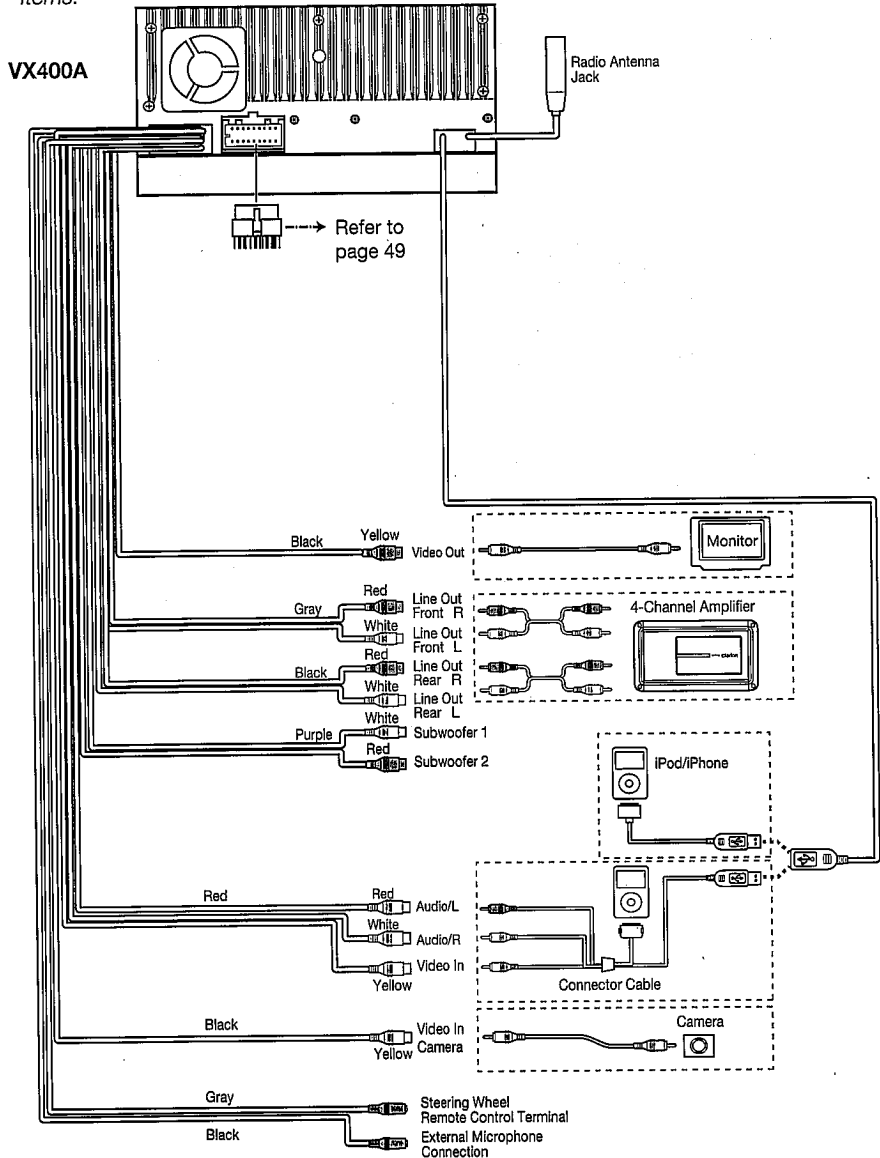 items.
VX400A
Radio Antenna
Jack
Refer to
page 49
Black
Yellow
Video Out
Monitor
Gray
Red
Line Out
Front R
White
Line Out
Front L
4-Channel Amplifier
Black
Red
Line Out
Rear R
White
Line Out
Rear L
clarion
Purple
White
Subwoofer 1
Red
Subwoofer 2
iPod/iPhone
Red
Red
Audio/L
White
Audio/R
Video In
Yellow
Connector Cable
Black
Video In
Camera
Yellow
Camera
Gray
Steering Wheel
Remote Control Terminal
Black
External Microphone
Connection